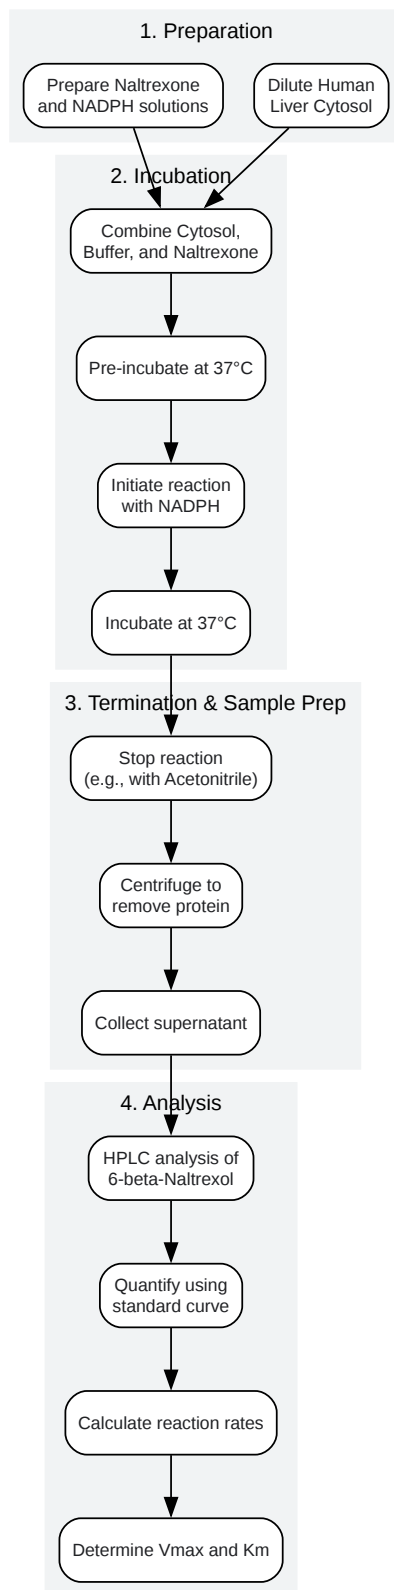 1. Preparation
Prepare Naltrexone
and NADPH solutions
Dilute Human
Liver Cytosol
2. Incubation
Combine Cytosol,
Buffer, and Naltrexone
Pre-incubate at 37°C
Initiate reaction
with NADPH
Incubate at 37°C
3. Termination & Sample Prep
Stop reaction
(e.g., with Acetonitrile)
Centrifuge to
remove protein
Collect supernatant
4. Analysis
HPLC analysis of
6-beta-Naltrexol
Quantify using
standard curve
Calculate reaction rates
Determine Vmax and Km